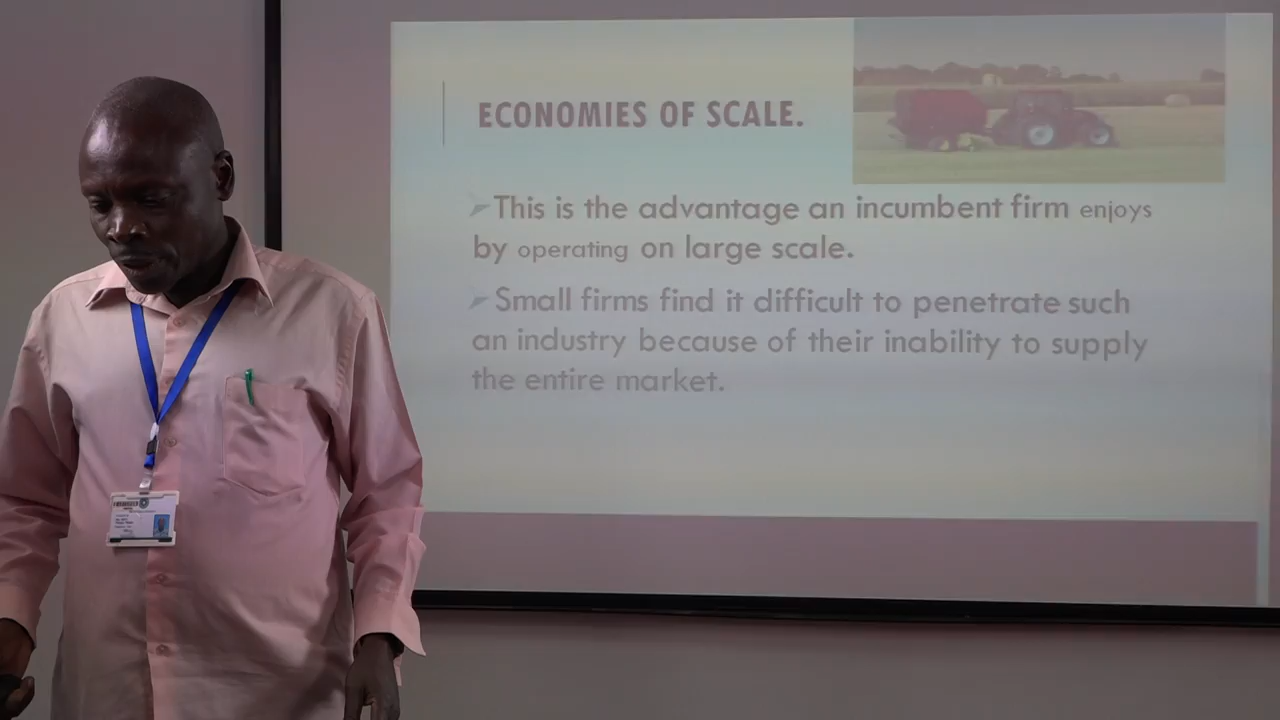 ECONOMIES OF SCALE.
➢This is the advantage an incumbent firm enjoys
by operating on large scale.
➢Small firms find it difficult to penetrate such
an industry because of their inability to supply
the entire market.